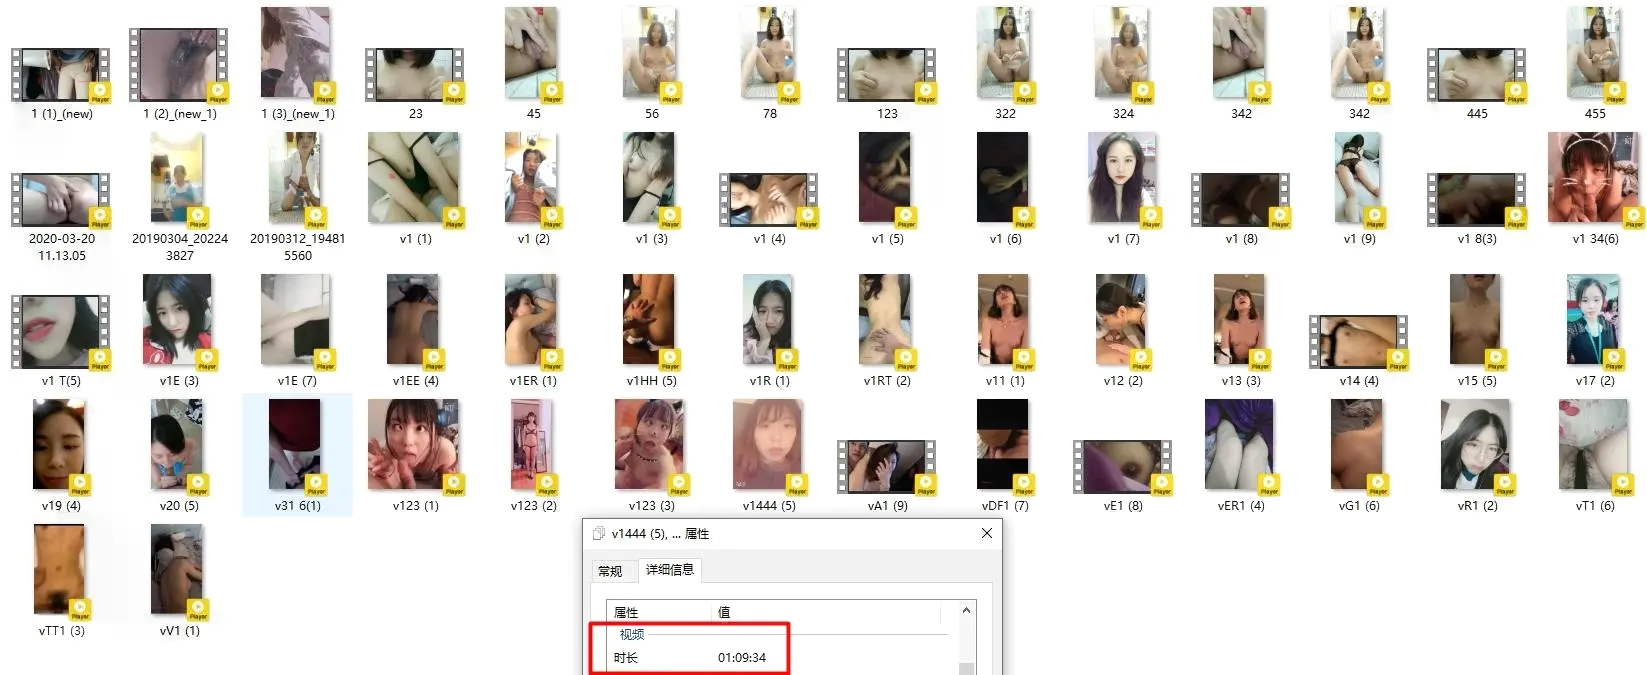 1 (1)_(new)
1 (2)_(new_1)
1 (3)_(new_1)
23
45
56
78
123
322
324
342
342
445
455
2020-03-20
11.13.05
20190304_20224
3827
20190312_19481
5560
v1 (1)
v1 (2)
v1 (3)
v1 (4)
v1 (5)
v1 (6)
v1 (7)
v1 (8)
v1 (9)
v1 8(3)
v1 34(6)
v1 T(5)
v1E (3)
v1E (7)
v1EE (4)
v1ER (1)
v1HH (5)
v1R (1)
v1RT (2)
v11 (1)
v12 (2)
v13 (3)
v14 (4)
v15 (5)
v17 (2)
v19 (4)
v20 (5)
v31 6(1)
v123 (1)
v123 (2)
v123 (3)
v1444 (5)
vA1 (9)
vDF1 (7)
vE1 (8)
vER1 (4)
vG1 (6)
vR1 (2)
vT1 (6)
vTT1 (3)
vV1 (1)
v1444 (5), ... 属性
常规
详细信息
属性 值
视频
时长 01:09:34